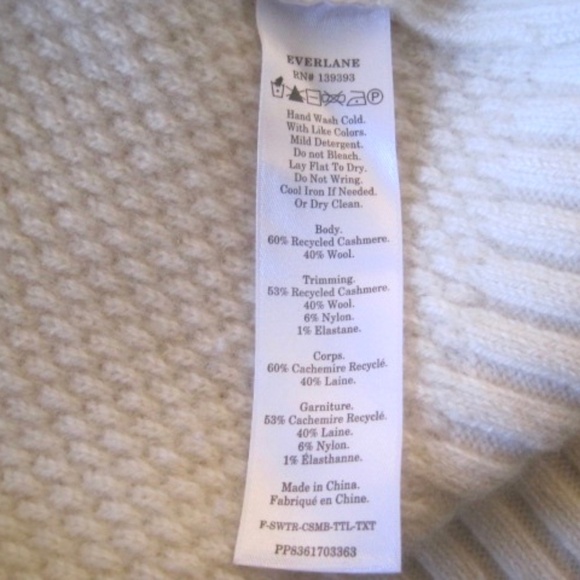 EVERLANE
RN# 139393
P
Hand Wash Cold.
With Like Colors.
Mild Detergent.
Do not Bleach.
Lay Flat To Dry.
Do Not Wring.
Cool Iron If Needed.
Or Dry Clean.
Body.
60% Recycled Cashmere.
40% Wool.
Trimming.
53% Recycled Cashmere.
40% Wool.
6% Nylon.
1% Elastane.
Corps.
60% Cachemire Recyclé.
40% Laine.
Garniture.
53% Cachemire Recyclé.
40% Laine.
6% Nylon.
1% Élasthanne.
Made in China.
Fabriqué en Chine.
F-SWTR-CSMB-TTL-TXT
PP8361703363